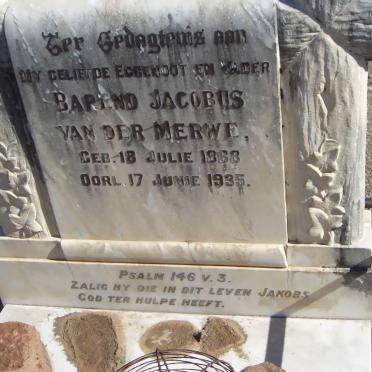 Ter Gedagtenis aan
MY GELIEFDE EGGENOOT EN VADER
BAREND JACOBUS
VAN DER MERWE.
GEB. 18 JULIE 1868
OORL. 17 JUNIE 1935.
PSALM 146 V. 3.
ZALIG HY DIE IN DIT LEVEN JAKOBS
GOD TER HULPE HEEFT.